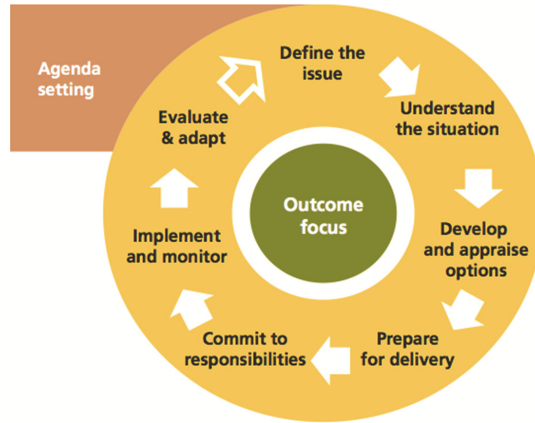 Agenda
setting
Define the
issue
Understand
the situation
Develop
and appraise
options
Prepare
for delivery
Commit to
responsibilities
Implement
and monitor
Evaluate
& adapt
Outcome
focus